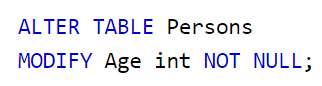 ALTER TABLE Persons
MODIFY Age int NOT NULL;